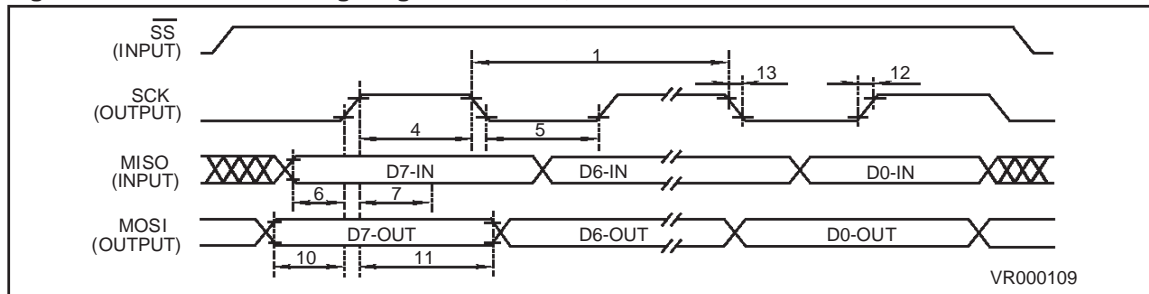 SS
(INPUT)
1
13
12
SCK
(OUTPUT)
4
5
MISO
(INPUT)
D7-IN
D6-IN
D0-IN
6
7
MOSI
(OUTPUT)
D7-OUT
D6-OUT
D0-OUT
10
11
VR000109